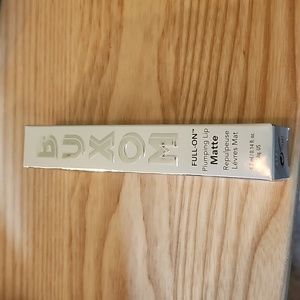 BUXOM
FULL-ON™
Plumping Lip
Matte
Repulpeuse
Lèvres Mat